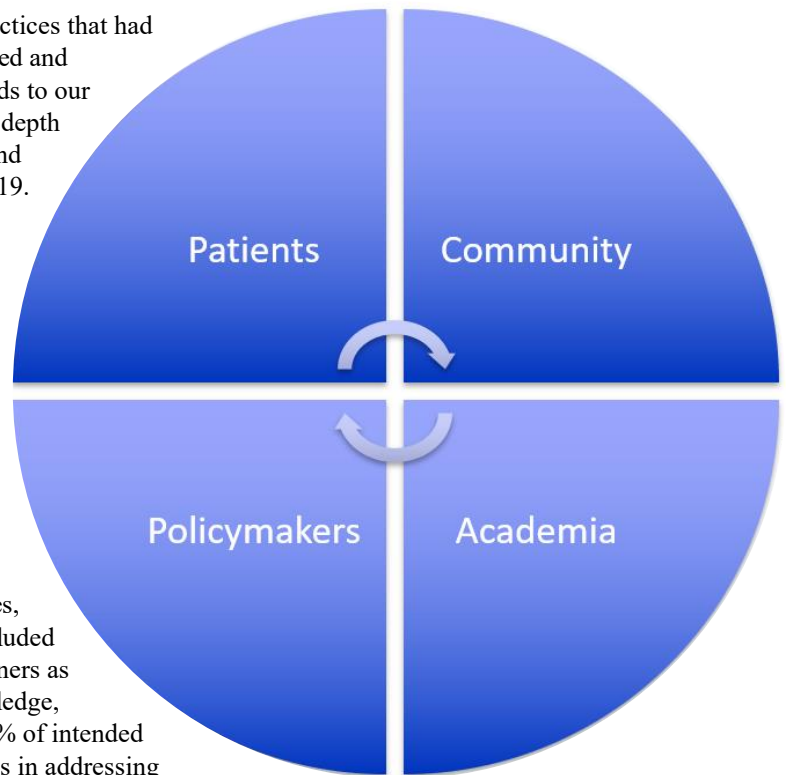 ctices that had
ed and
ds to our
depth
nd
19.
Patients
Community
Policymakers
Academia
es,
luded
ners as
ledge,
% of intended
s in addressing